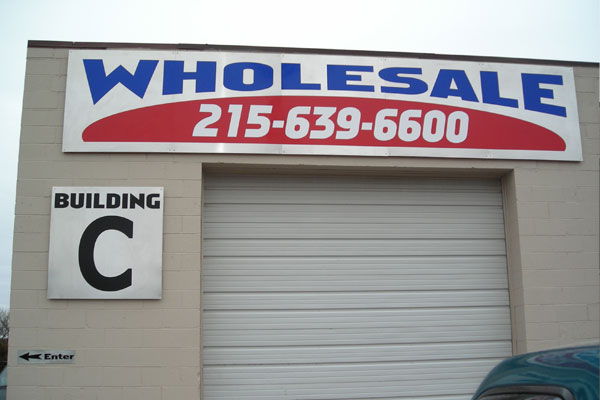 WHOLESALE
215-639-6600
BUILDING
C
Enter